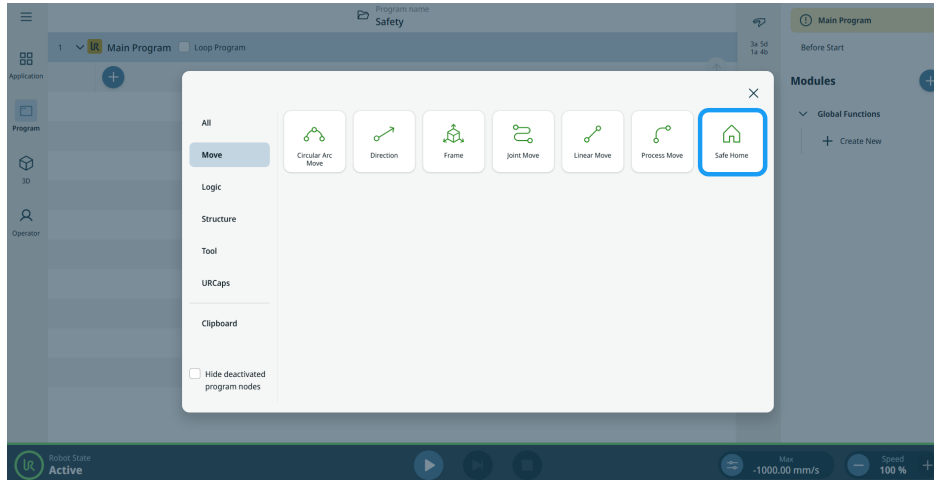 Program name
Safety
1 UR Main Program Loop Program
3a 5d
1a 4b
Main Program
Before Start
Modules
Global Functions
Create New
Application
Program
3D
Operator
All
Move
Logic
Structure
Tool
URCaps
Clipboard
Hide deactivated
program nodes
Circular Arc
Move
Direction
Frame
Joint Move
Linear Move
Process Move
Safe Home
UR
Robot State
Active
Max
-1000.00 mm/s
Speed
100 %